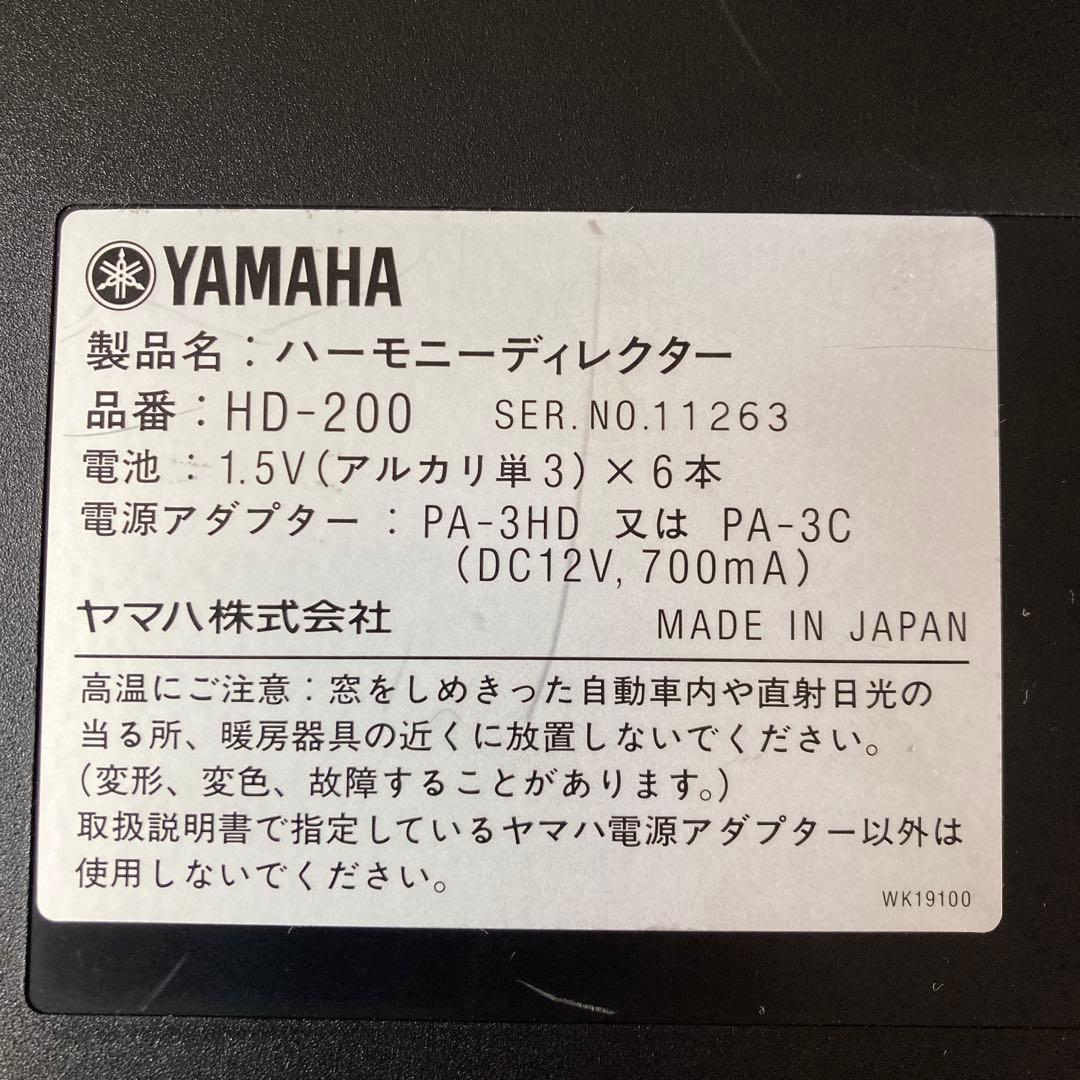 YAMAHA
製品名：ハーモニーディレクター
品番：HD-200 SER.NO.11263
電池：1.5V(アルカリ単3)×6本
電源アダプター：PA-3HD 又は PA-3C
(DC12V, 700mA)
ヤマハ株式会社 MADE IN JAPAN
高温にご注意：窓をしめきった自動車内や直射日光の
当る所、暖房器具の近くに放置しないでください。
(変形、変色、故障することがあります。)
取扱説明書で指定しているヤマハ電源アダプター以外は
使用しないでください。
WK19100